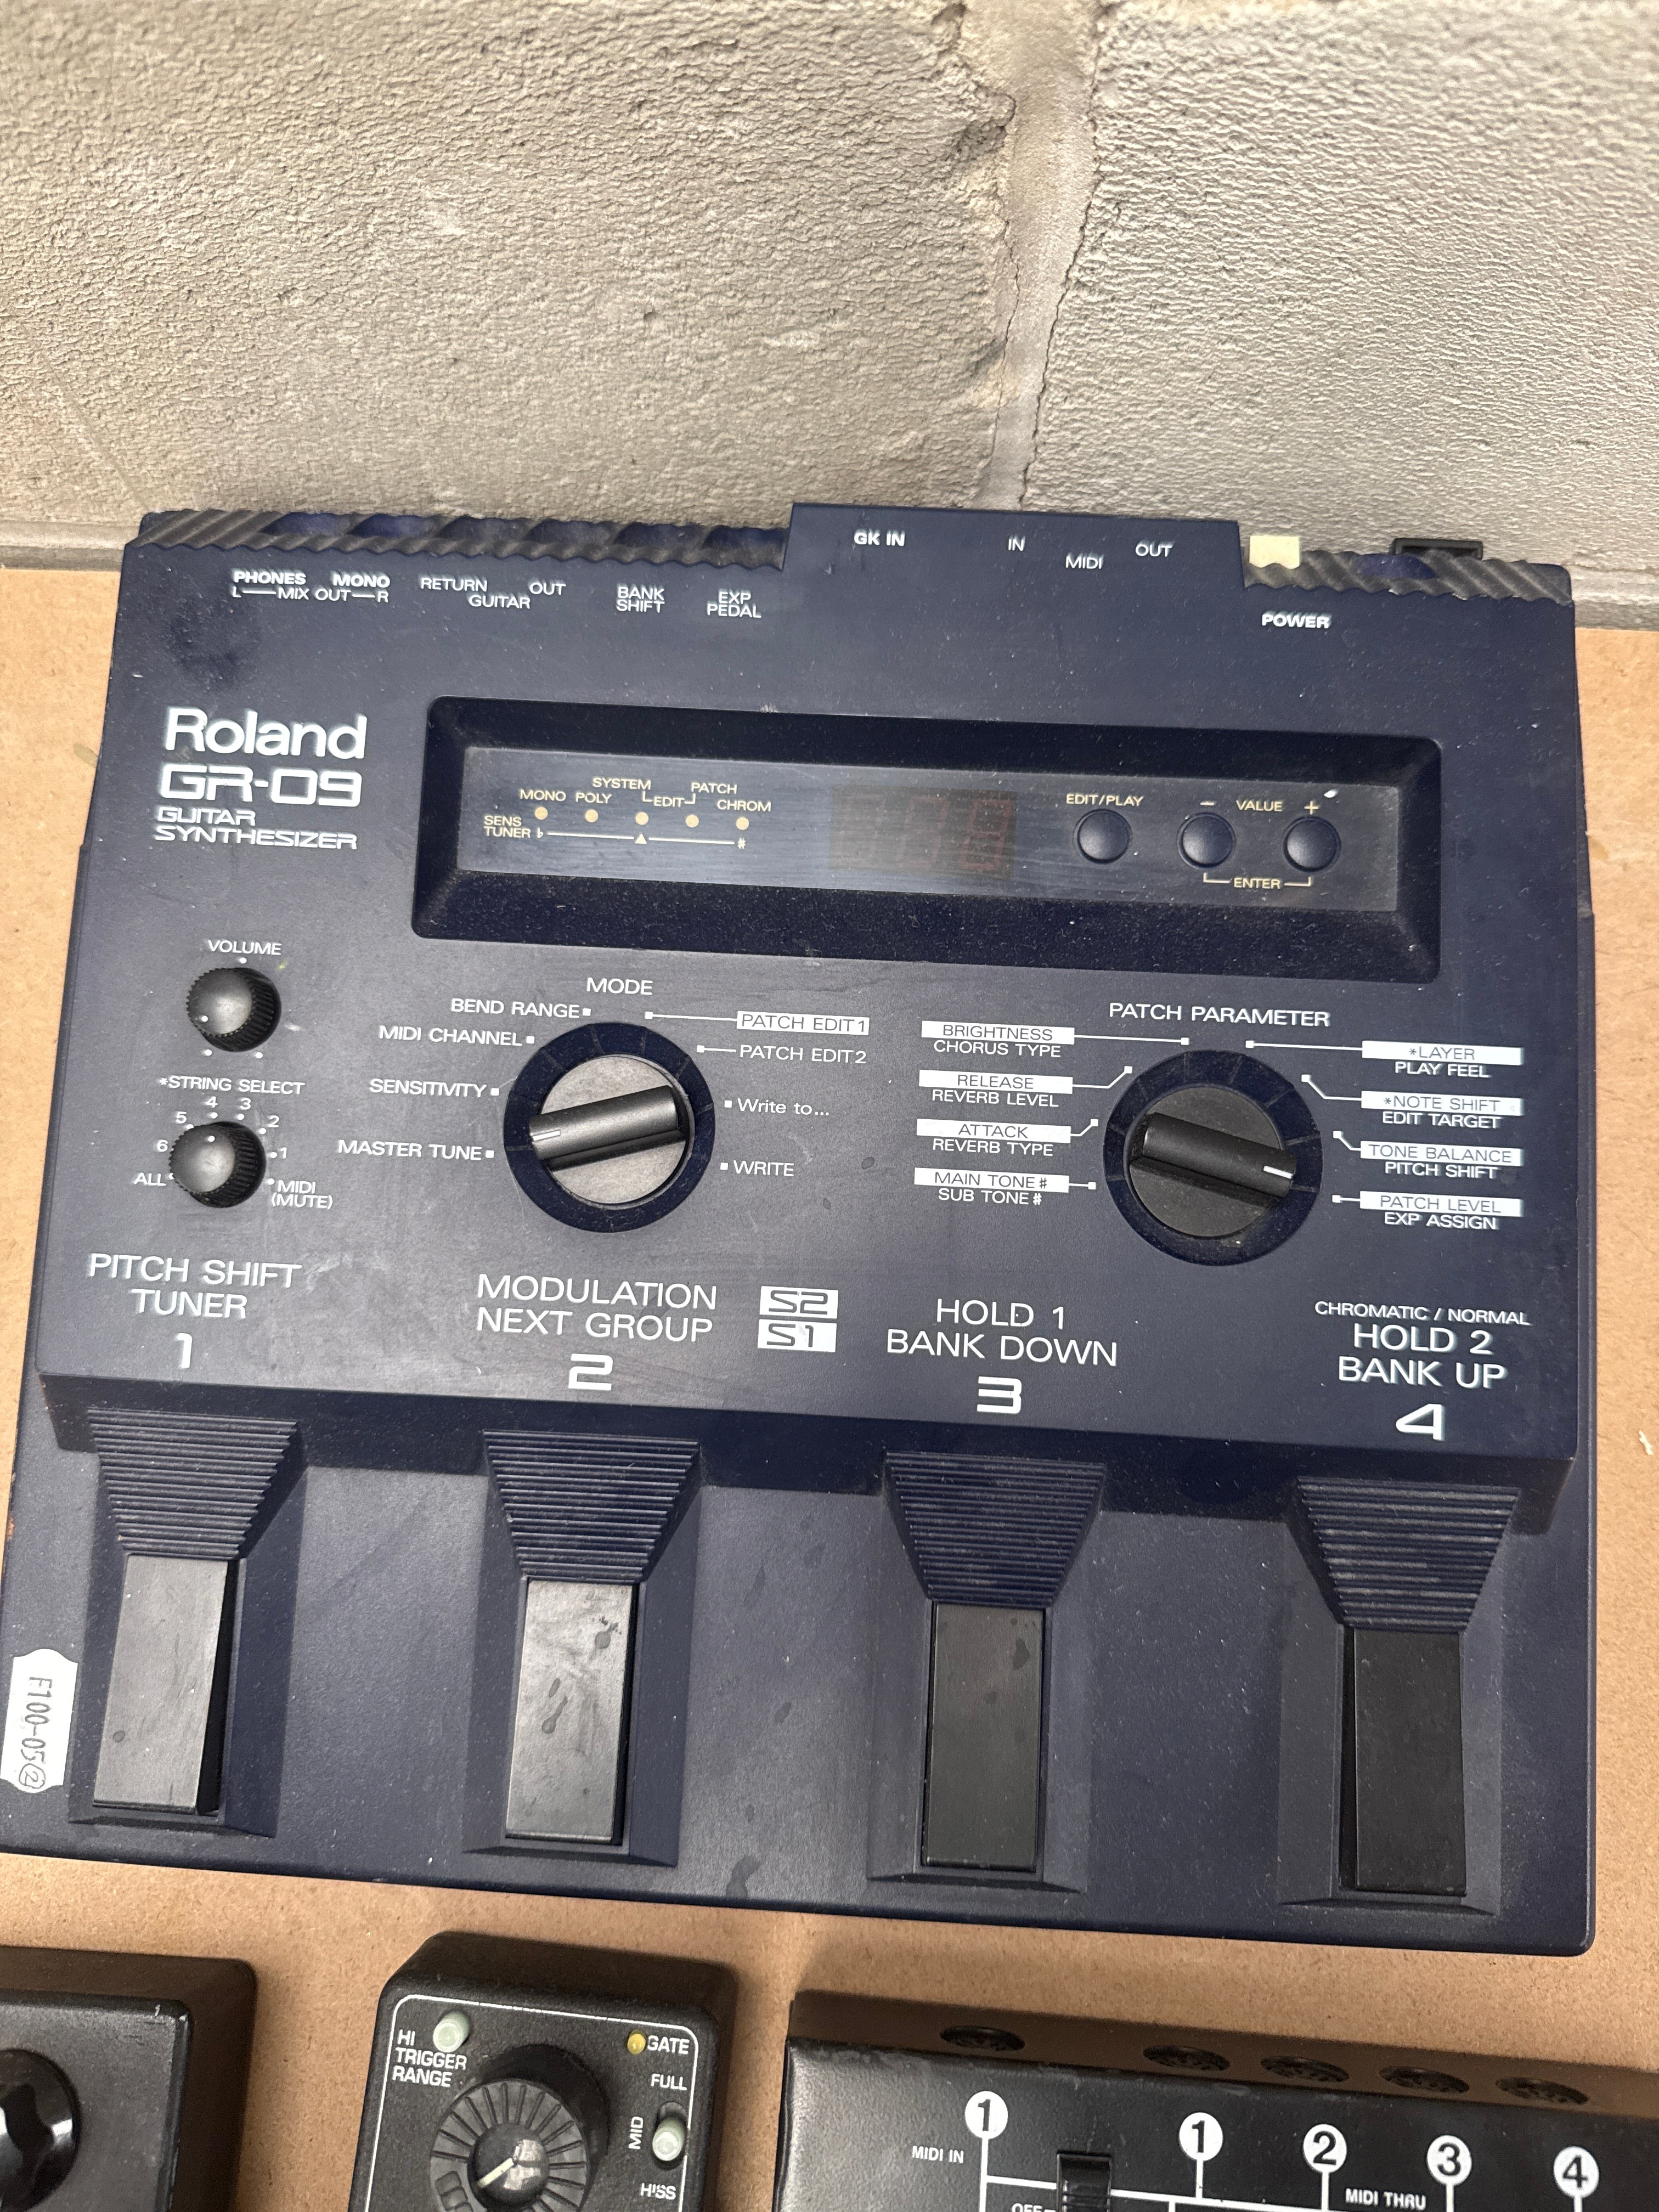 GK IN
IN
MIDI
OUT
PHONES MONO
L MIX OUT R
RETURN OUT
GUITAR
BANK
SHIFT
EXP
PEDAL
POWER
Roland
GR-09
GUITAR
SYNTHESIZER
SYSTEM PATCH
MONO POLY EDIT CHROM
SENS
TUNER ♭ ▲ #
EDIT/PLAY
− VALUE +
ENTER
VOLUME
*STRING SELECT
4 3
5 2
6 1
ALL MIDI
(MUTE)
MODE
BEND RANGE
MIDI CHANNEL
SENSITIVITY
MASTER TUNE
PATCH EDIT 1
PATCH EDIT 2
Write to...
WRITE
PATCH PARAMETER
BRIGHTNESS
CHORUS TYPE
RELEASE
REVERB LEVEL
ATTACK
REVERB TYPE
MAIN TONE #
SUB TONE #
*LAYER
PLAY FEEL
*NOTE SHIFT
EDIT TARGET
TONE BALANCE
PITCH SHIFT
PATCH LEVEL
EXP ASSIGN
PITCH SHIFT
TUNER
1
MODULATION S2
NEXT GROUP S1
2
HOLD 1
BANK DOWN
3
CHROMATIC / NORMAL
HOLD 2
BANK UP
4
F100-05②
HI
TRIGGER
RANGE
GATE
FULL
MID
HISS
1 1 2 3 4
MIDI IN
MIDI THRU
OFF